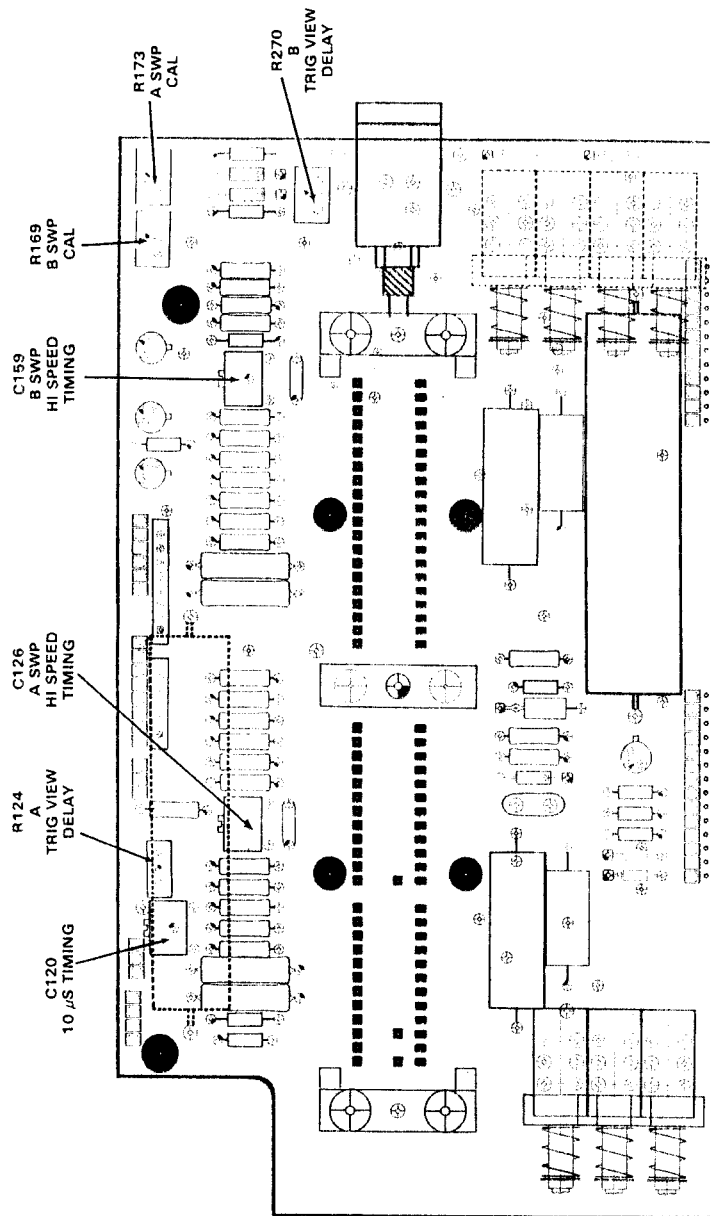 C120
10 μS TIMING
R124
A
TRIG VIEW
DELAY
C126
A SWP
HI SPEED
TIMING
C159
B SWP
HI SPEED
TIMING
R169
B SWP
CAL
R173
A SWP
CAL
R270
B
TRIG VIEW
DELAY